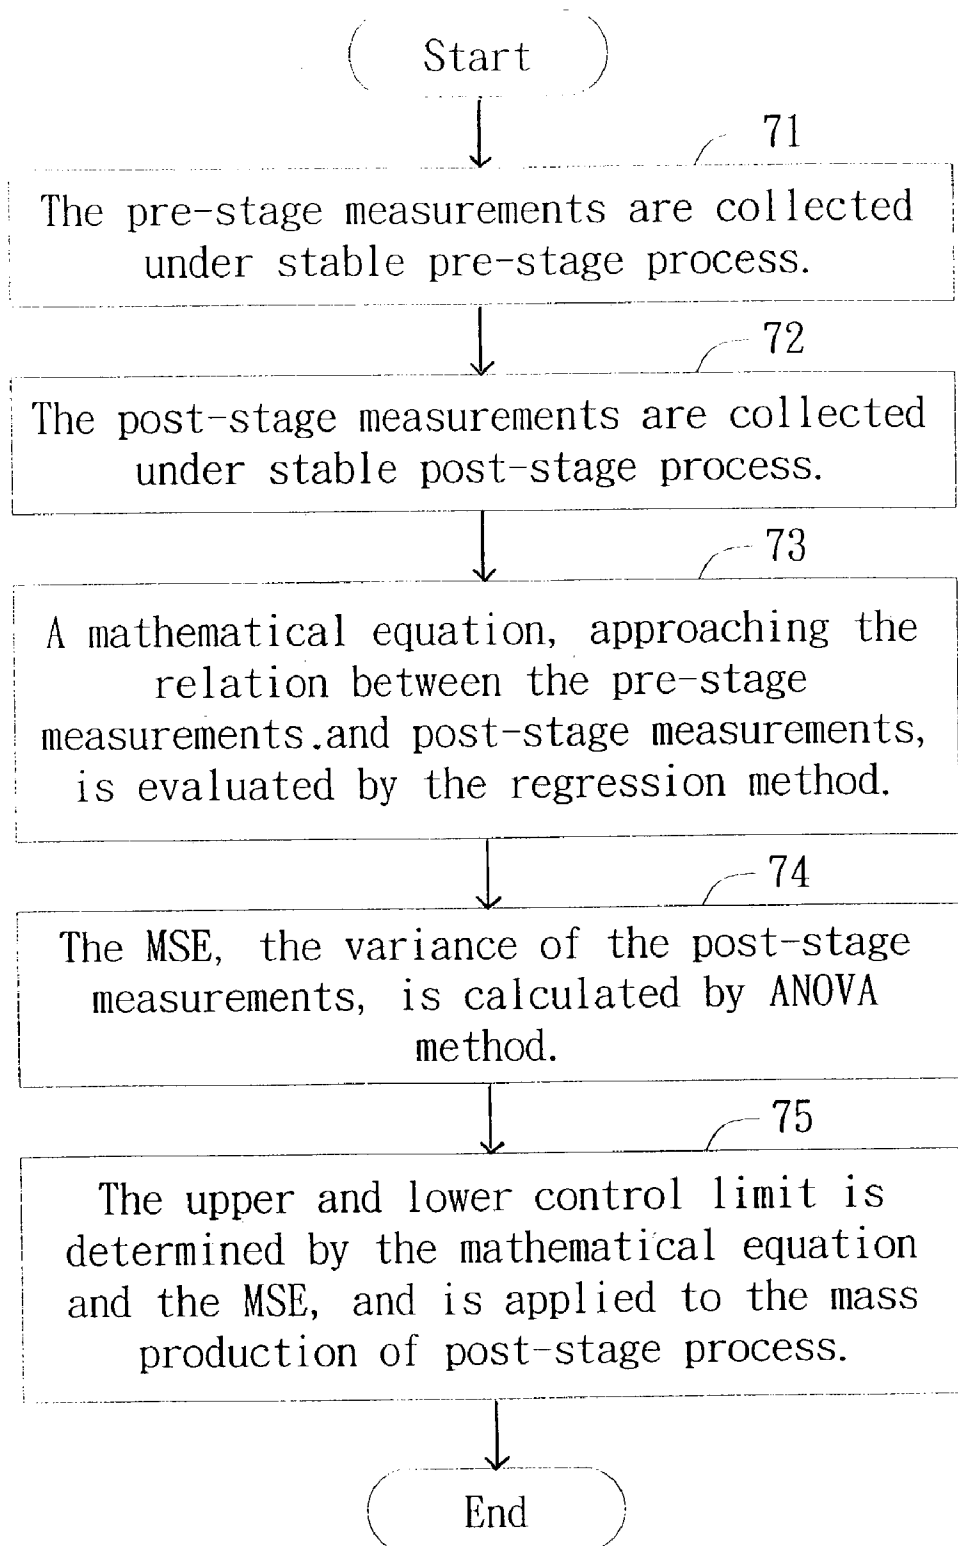 Start
71
The pre-stage measurements are collected
under stable pre-stage process.
72
The post-stage measurements are collected
under stable post-stage process.
73
A mathematical equation, approaching the
relation between the pre-stage
measurements.and post-stage measurements,
is evaluated by the regression method.
74
The MSE, the variance of the post-stage
measurements, is calculated by ANOVA
method.
75
The upper and lower control limit is
determined by the mathematical equation
and the MSE, and is applied to the mass
production of post-stage process.
End